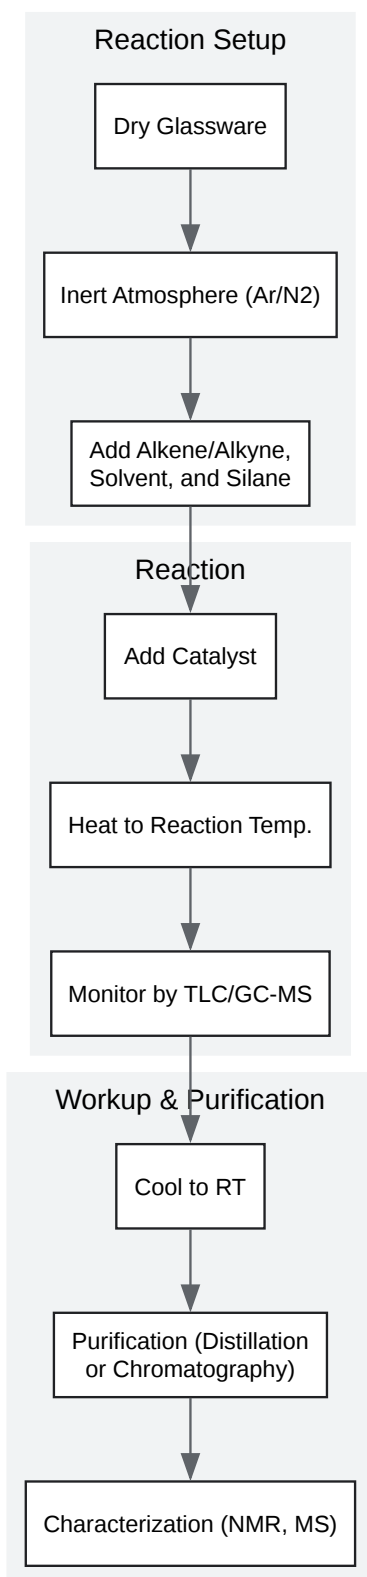 Reaction Setup
Dry Glassware
Inert Atmosphere (Ar/N2)
Add Alkene/Alkyne,
Solvent, and Silane
Reaction
Add Catalyst
Heat to Reaction Temp.
Monitor by TLC/GC-MS
Workup & Purification
Cool to RT
Purification (Distillation
or Chromatography)
Characterization (NMR, MS)